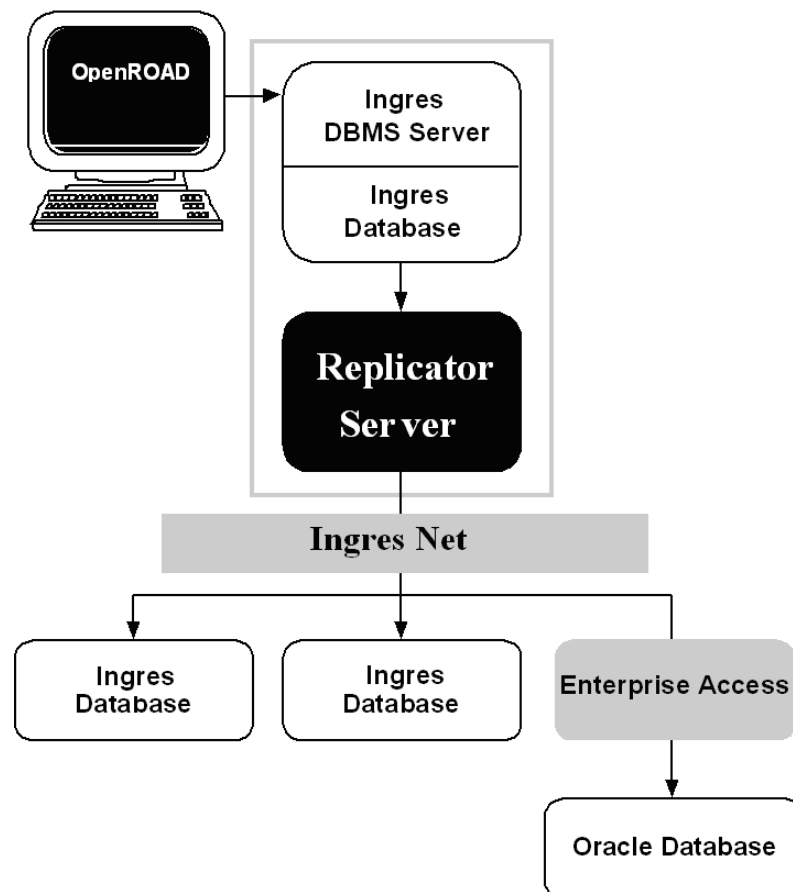 OpenROAD
Ingres
DBMS Server
Ingres
Database
Replicator
Server
Ingres Net
Ingres
Database
Ingres
Database
Enterprise Access
Oracle Database